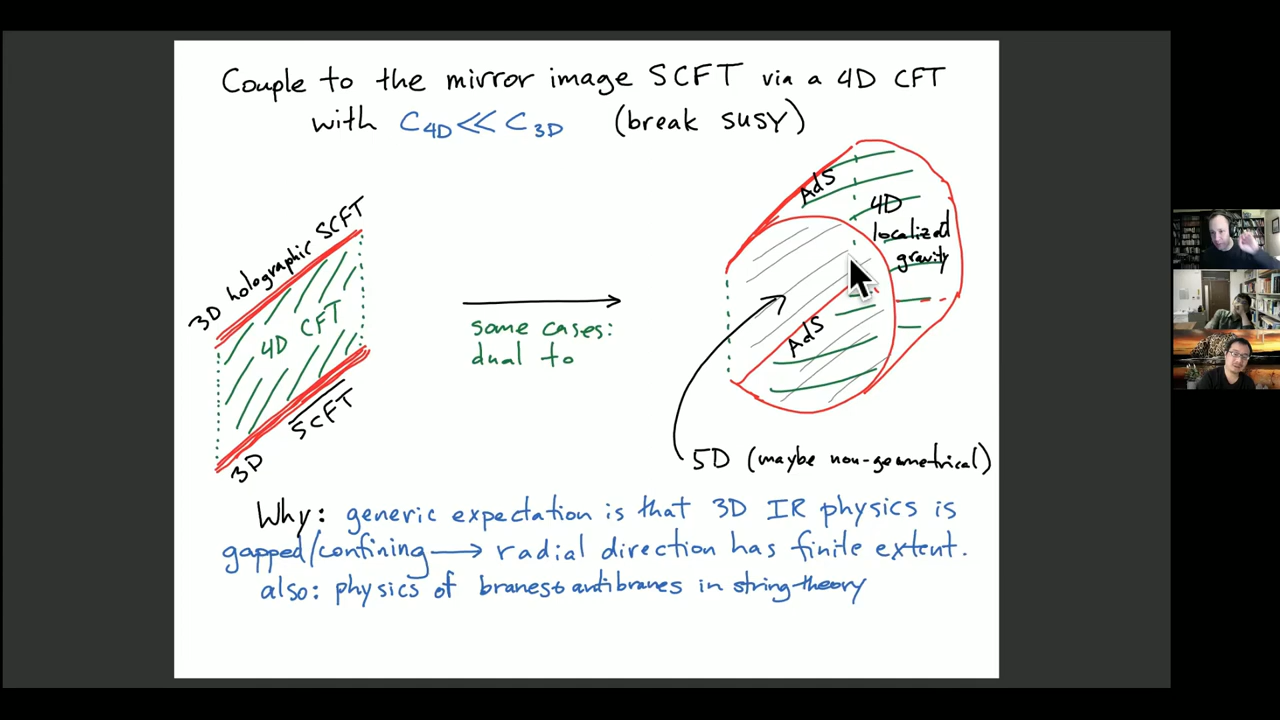 Couple to the mirror image SCFT via a 4D CFT
with C4D << C3D (break susy)
3D holographic SCFT
4D CFT
3D SCFT
some cases:
dual to
AdS
4D
localized
gravity
AdS
5D (maybe non-geometrical)
Why: generic expectation is that 3D IR physics is
gapped/confining → radial direction has finite extent.
also: physics of branes + antibranes in string theory